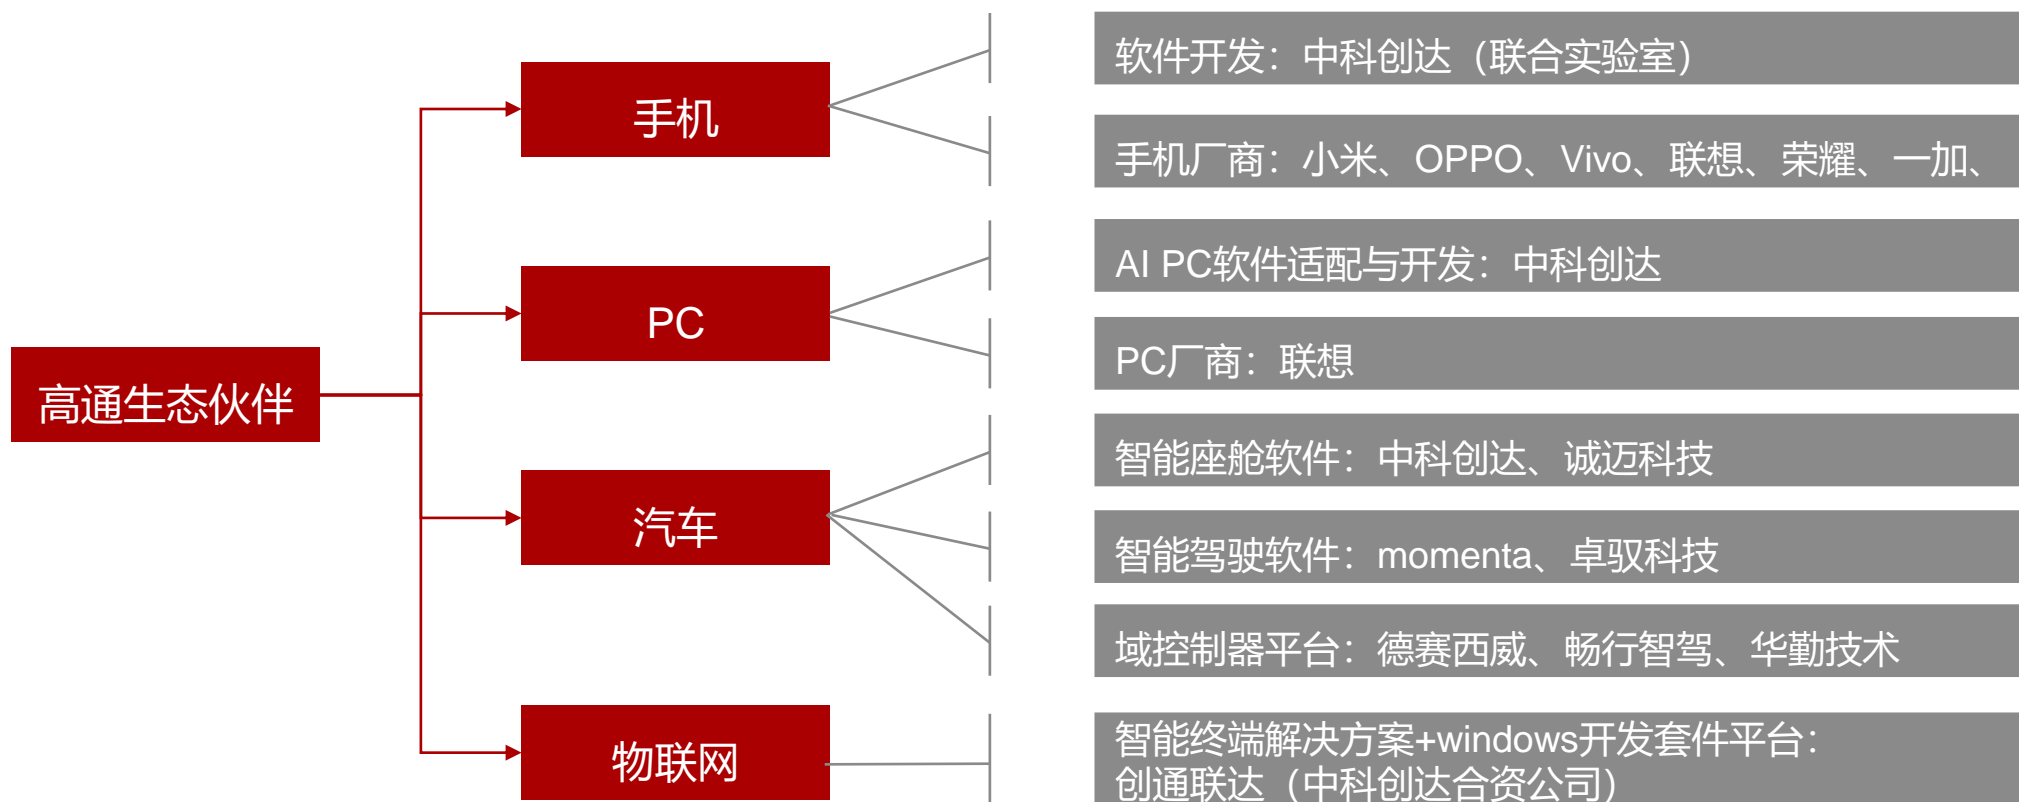 高通生态伙伴
手机
软件开发：中科创达（联合实验室）
手机厂商：小米、OPPO、Vivo、联想、荣耀、一加、
PC
AI PC软件适配与开发：中科创达
PC厂商：联想
汽车
智能座舱软件：中科创达、诚迈科技
智能驾驶软件：momenta、卓驭科技
域控制器平台：德赛西威、畅行智驾、华勤技术
物联网
智能终端解决方案+windows开发套件平台：
创通联达（中科创达合资公司）